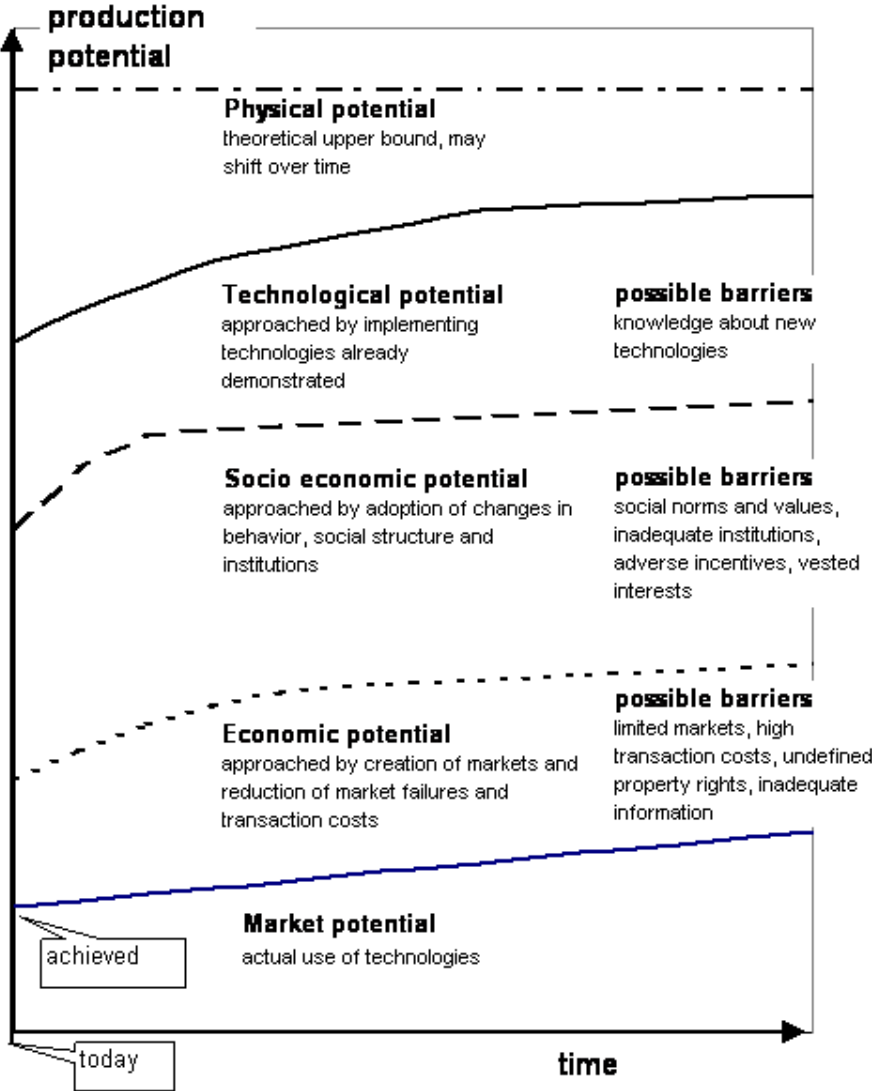 production
potential
Physical potential
theoretical upper bound, may
shift over time
Technological potential
approached by implementing
technologies already
demonstrated
possible barriers
knowledge about new
technologies
Socio economic potential
approached by adoption of changes in
behavior, social structure and
institutions
possible barriers
social norms and values,
inadequate institutions,
adverse incentives, vested
interests
Economic potential
approached by creation of markets and
reduction of market failures and
transaction costs
possible barriers
limited markets, high
transaction costs, undefined
property rights, inadequate
information
Market potential
actual use of technologies
achieved
today
time